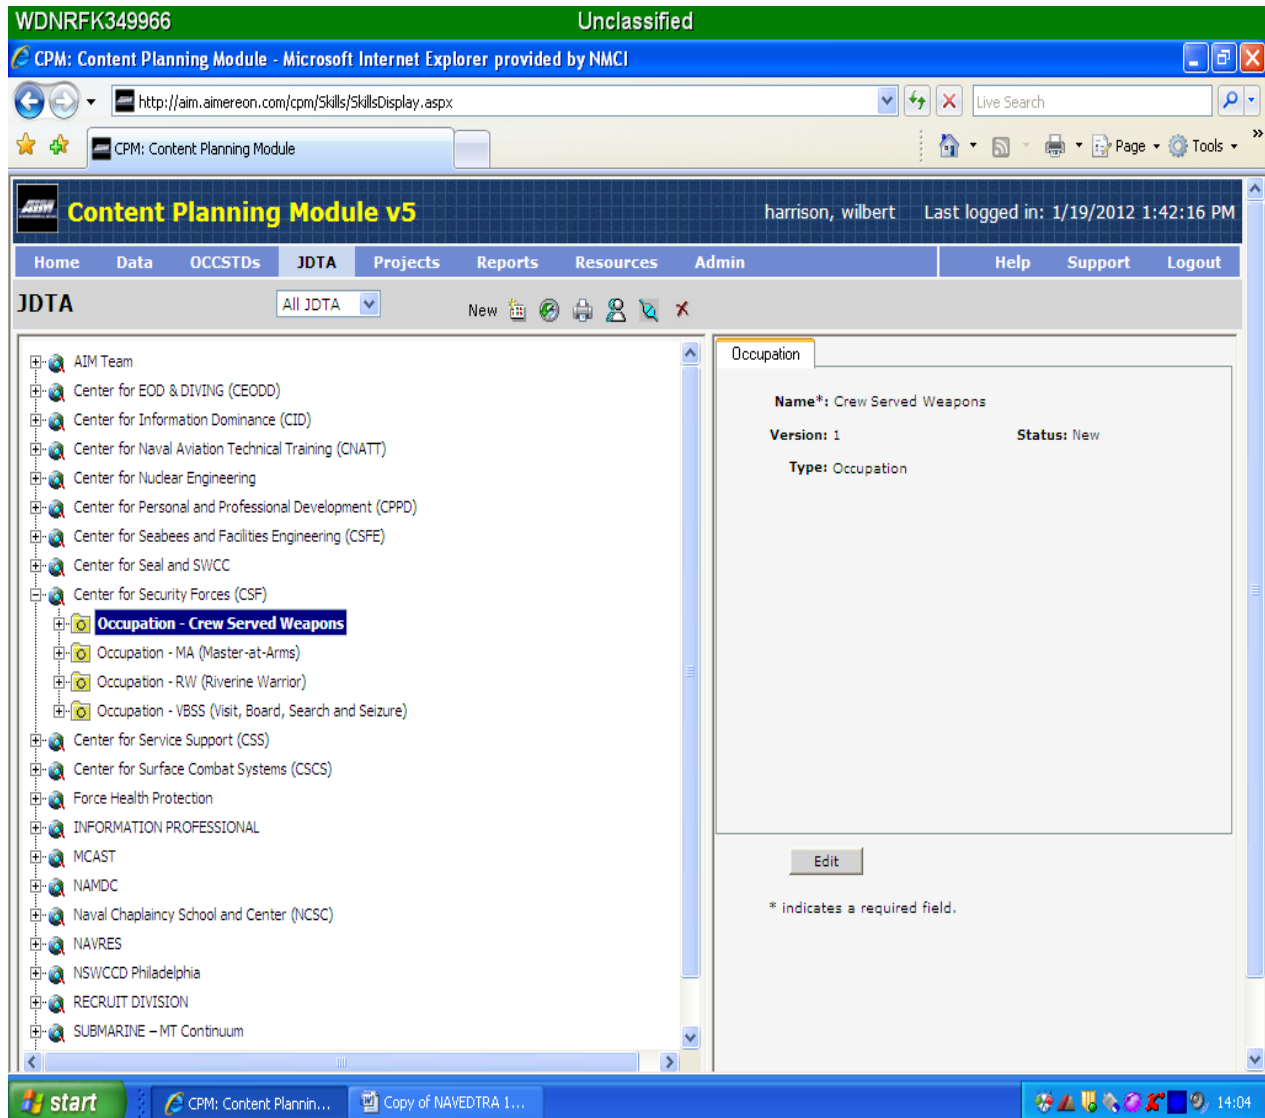 WDNRFK349966 Unclassified
CPM: Content Planning Module - Microsoft Internet Explorer provided by NMCI
http://aim.aimereon.com/cpm/Skills/SkillsDisplay.aspx Live Search
CPM: Content Planning Module Page Tools »
Content Planning Module v5 harrison, wilbert Last logged in: 1/19/2012 1:42:16 PM
Home Data OCCSTDs JDTA Projects Reports Resources Admin Help Support Logout
JDTA All JDTA New
AIM Team
Center for EOD & DIVING (CEODD)
Center for Information Dominance (CID)
Center for Naval Aviation Technical Training (CNATT)
Center for Nuclear Engineering
Center for Personal and Professional Development (CPPD)
Center for Seabees and Facilities Engineering (CSFE)
Center for Seal and SWCC
Center for Security Forces (CSF)
Occupation - Crew Served Weapons
Occupation - MA (Master-at-Arms)
Occupation - RW (Riverine Warrior)
Occupation - VBSS (Visit, Board, Search and Seizure)
Center for Service Support (CSS)
Center for Surface Combat Systems (CSCS)
Force Health Protection
INFORMATION PROFESSIONAL
MCAST
NAMDC
Naval Chaplaincy School and Center (NCSC)
NAVRES
NSWCCD Philadelphia
RECRUIT DIVISION
SUBMARINE – MT Continuum
Occupation
Name*: Crew Served Weapons
Version: 1 Status: New
Type: Occupation
Edit
* indicates a required field.
start CPM: Content Plannin... Copy of NAVEDTRA 1... 14:04